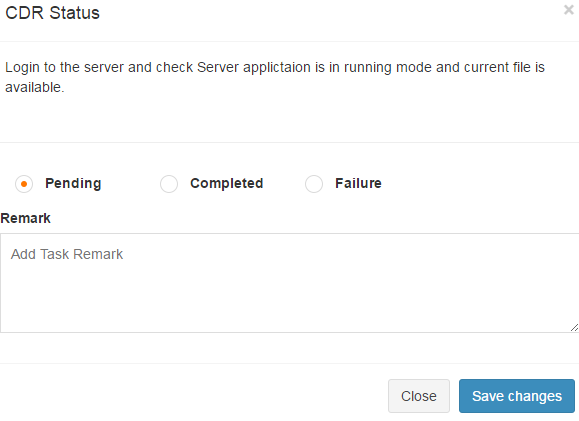 CDR Status
×
Login to the server and check Server applictaion is in running mode and current file is
available.
Pending Completed Failure
Remark
Add Task Remark
Close Save changes